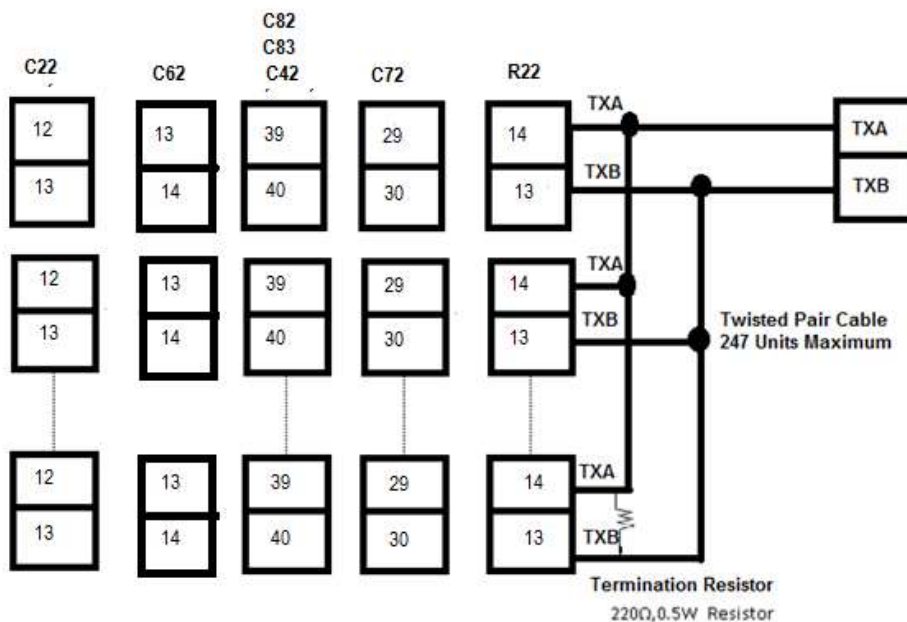 C82
C83
C22 C62 C42 C72 R22
TXA
12 13 39 29 14 TXA
TXB
13 14 40 30 13 TXB
TXA
12 13 39 29 14
TXB
13 14 40 30 13
Twisted Pair Cable
247 Units Maximum
TXA
12 13 39 29 14
TXB
13 14 40 30 13
Termination Resistor
220Ω,0.5W Resistor